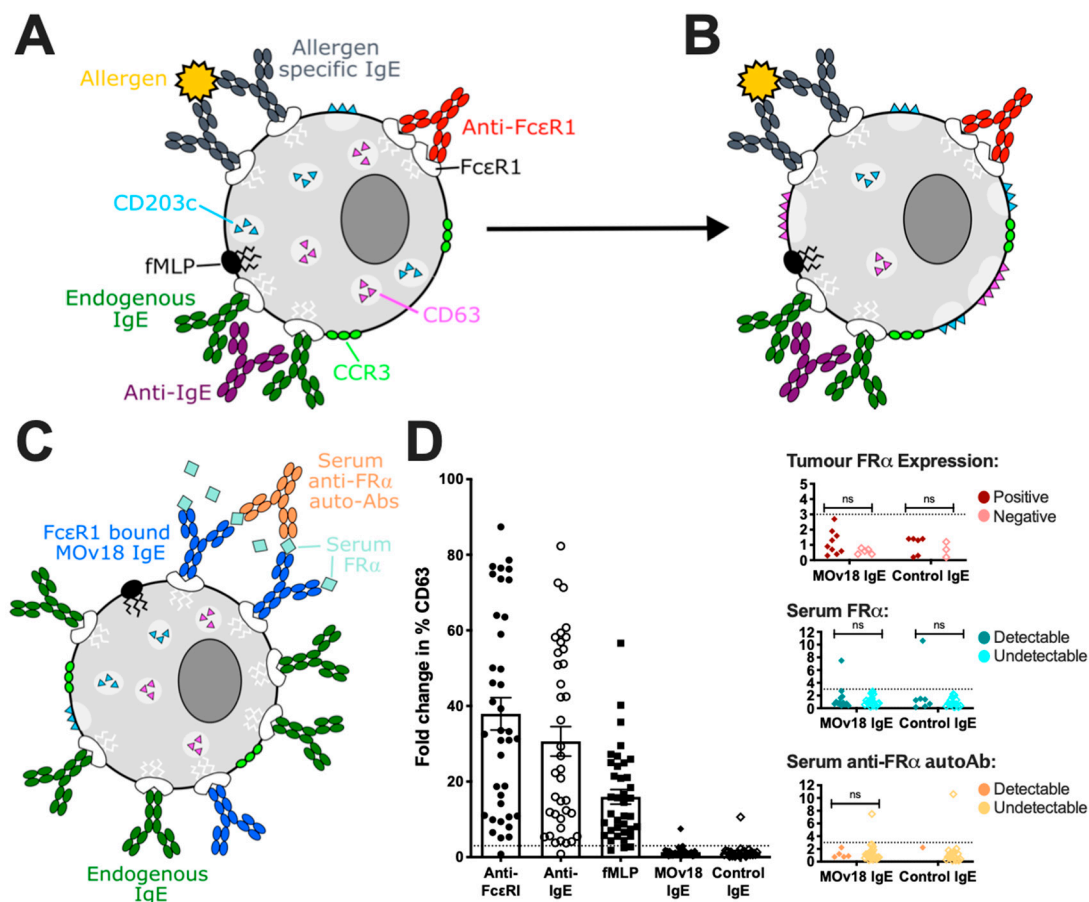 A
Allergen
specific IgE
Allergen
Anti-FcεR1
FcεR1
CD203c
fMLP
Endogenous
IgE
CD63
CCR3
Anti-IgE
B
C
Serum
anti-FRα
auto-Abs
FcεR1 bound
MOv18 IgE
Serum
FRα
Endogenous
IgE
D
Fold change in % CD63
100
80
60
40
20
0
Anti-
FcεRI
Anti-
IgE
fMLP
MOv18
IgE
Control
IgE
Tumour FRα Expression:
5
4
3
2
1
0
ns
ns
Positive
Negative
MOv18 IgE
Control IgE
Serum FRα:
12
10
8
6
4
2
0
ns
ns
Detectable
Undetectable
MOv18 IgE
Control IgE
Serum anti-FRα autoAb:
12
10
8
6
4
2
0
ns
Detectable
Undetectable
MOv18 IgE
Control IgE